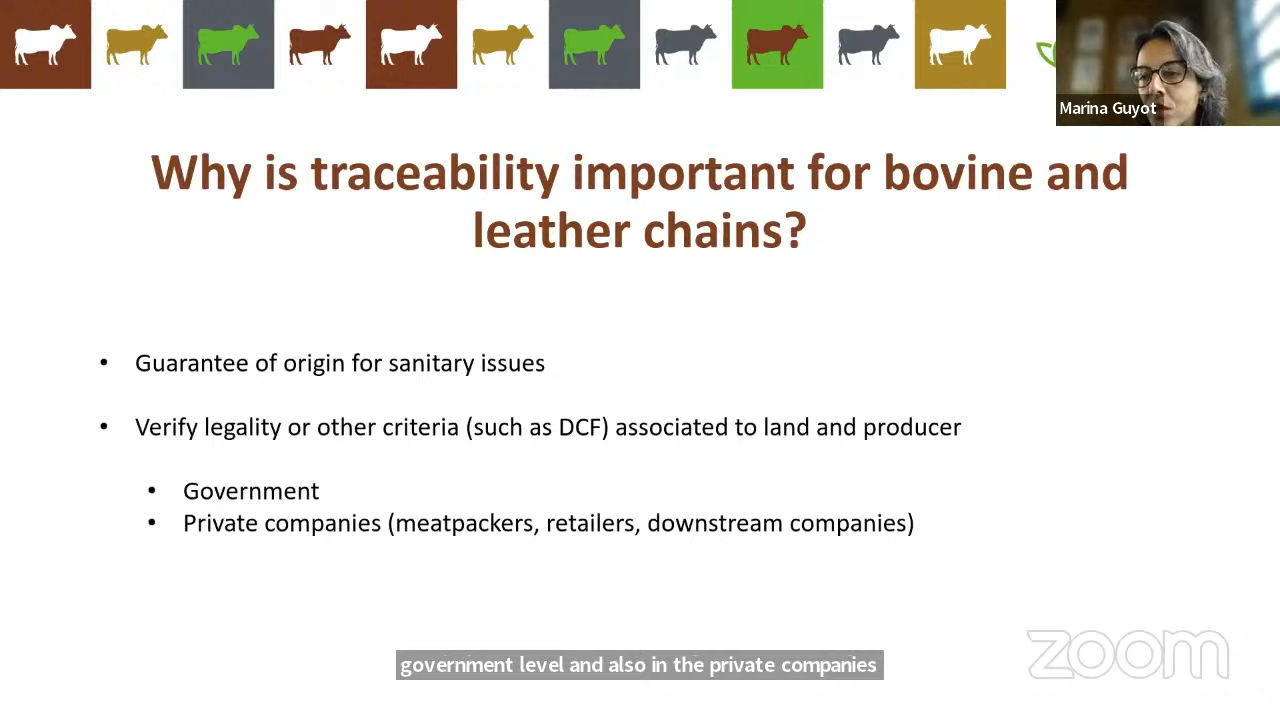 Marina Guyot
Why is traceability important for bovine and
leather chains?
• Guarantee of origin for sanitary issues
• Verify legality or other criteria (such as DCF) associated to land and producer
• Government
• Private companies (meatpackers, retailers, downstream companies)
government level and also in the private companies
zoom